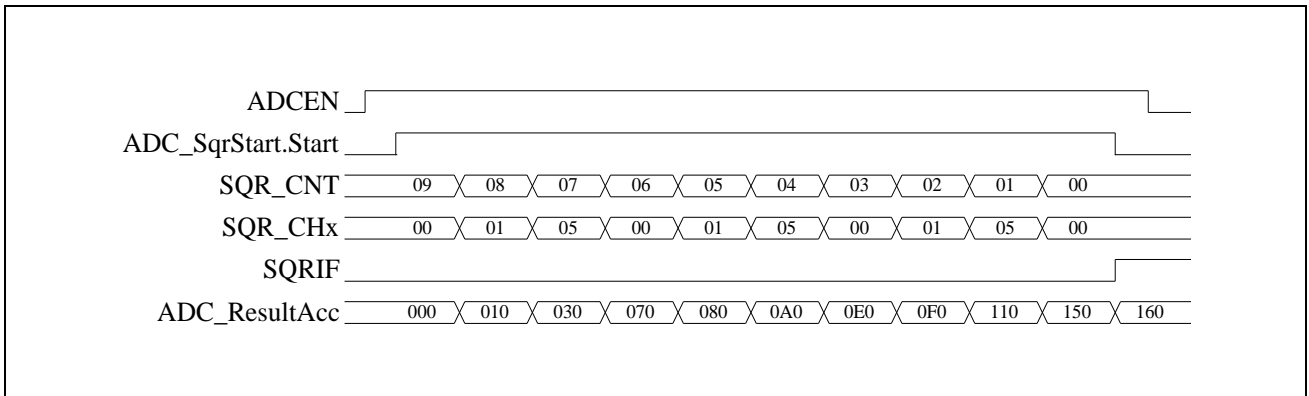 ADCEN
ADC_SqrStart.Start
SQR_CNT 09 08 07 06 05 04 03 02 01 00
SQR_CHx 00 01 05 00 01 05 00 01 05 00
SQRIF
ADC_ResultAcc 000 010 030 070 080 0A0 0E0 0F0 110 150 160